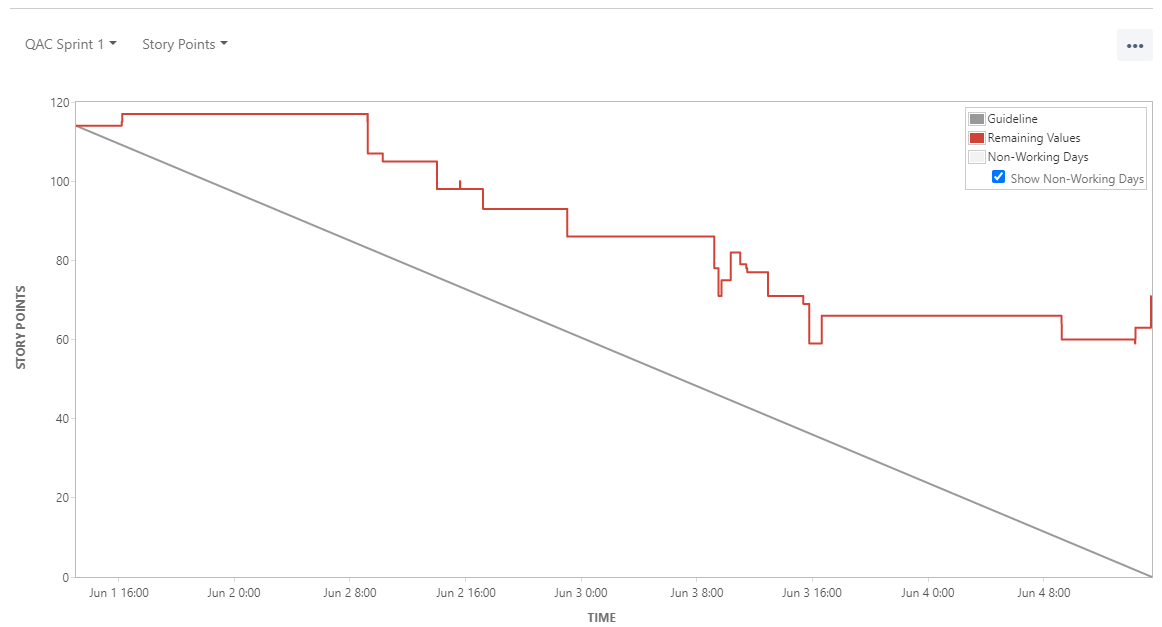 QAC Sprint 1 Story Points
•••
120
Guideline
Remaining Values
Non-Working Days
Show Non-Working Days
100
80
60
40
20
0
STORY POINTS
Jun 1 16:00 Jun 2 0:00 Jun 2 8:00 Jun 2 16:00 Jun 3 0:00 Jun 3 8:00 Jun 3 16:00 Jun 4 0:00 Jun 4 8:00
TIME